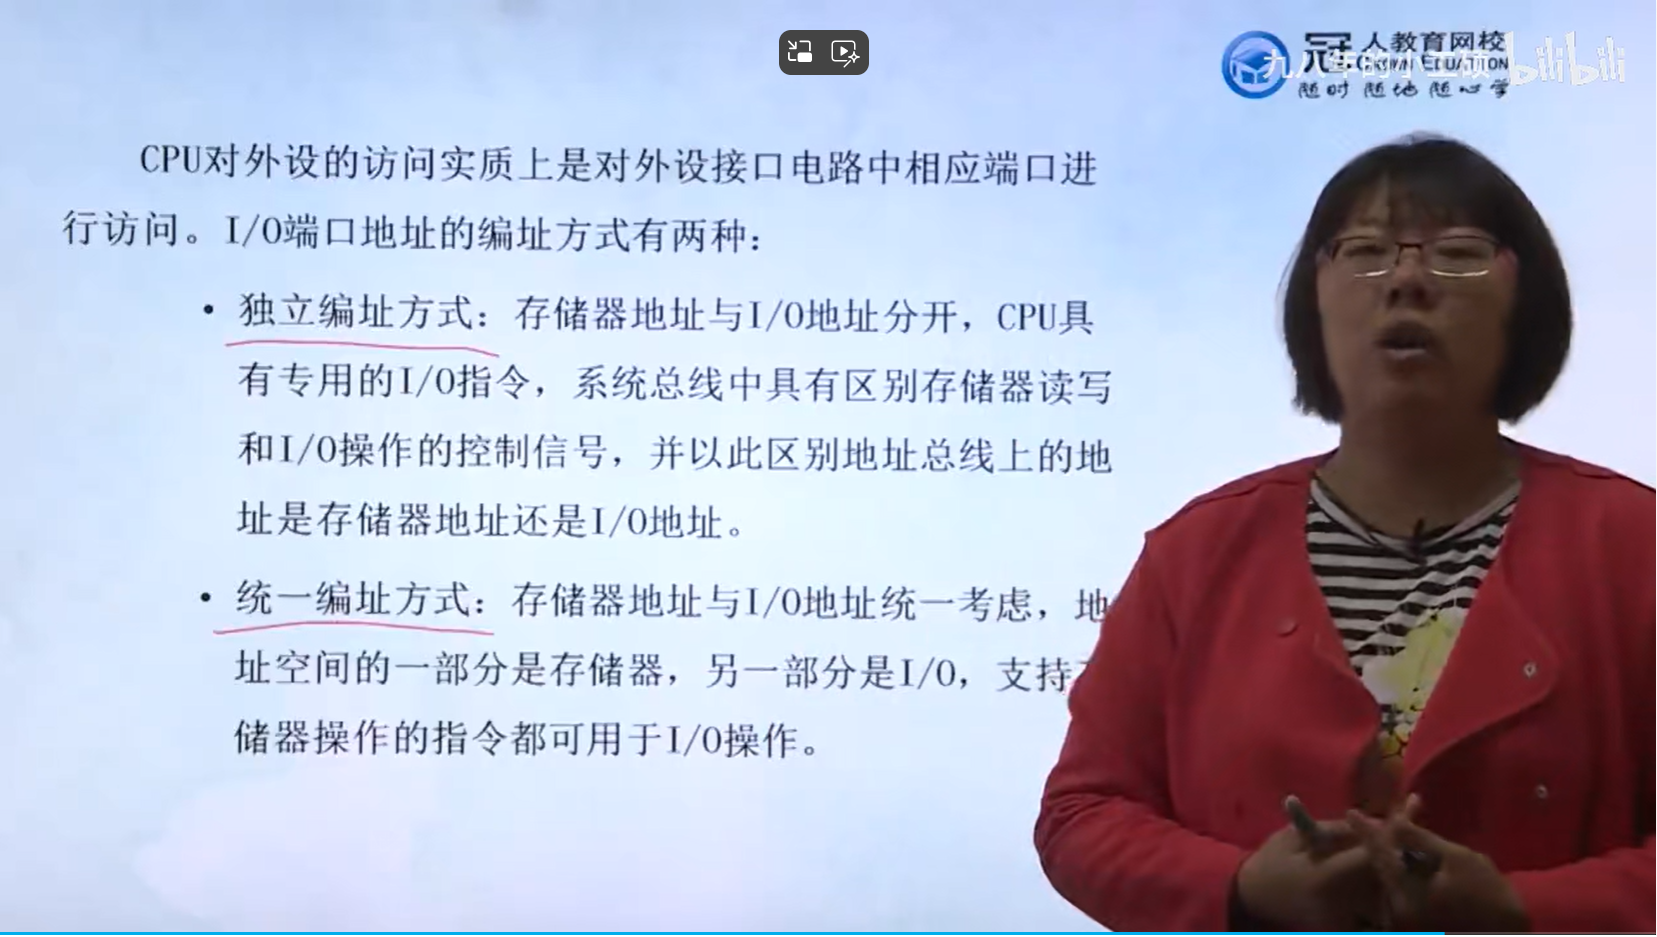 冠人教育网校
九八年的小工硕
bilibili
随时 随地 随心学
CPU对外设的访问实质上是对外设接口电路中相应端口进
行访问。I/O端口地址的编址方式有两种：
• 独立编址方式：存储器地址与I/O地址分开，CPU具
有专用的I/O指令，系统总线中具有区别存储器读写
和I/O操作的控制信号，并以此区别地址总线上的地
址是存储器地址还是I/O地址。
• 统一编址方式：存储器地址与I/O地址统一考虑，地
址空间的一部分是存储器，另一部分是I/O，支持
储器操作的指令都可用于I/O操作。